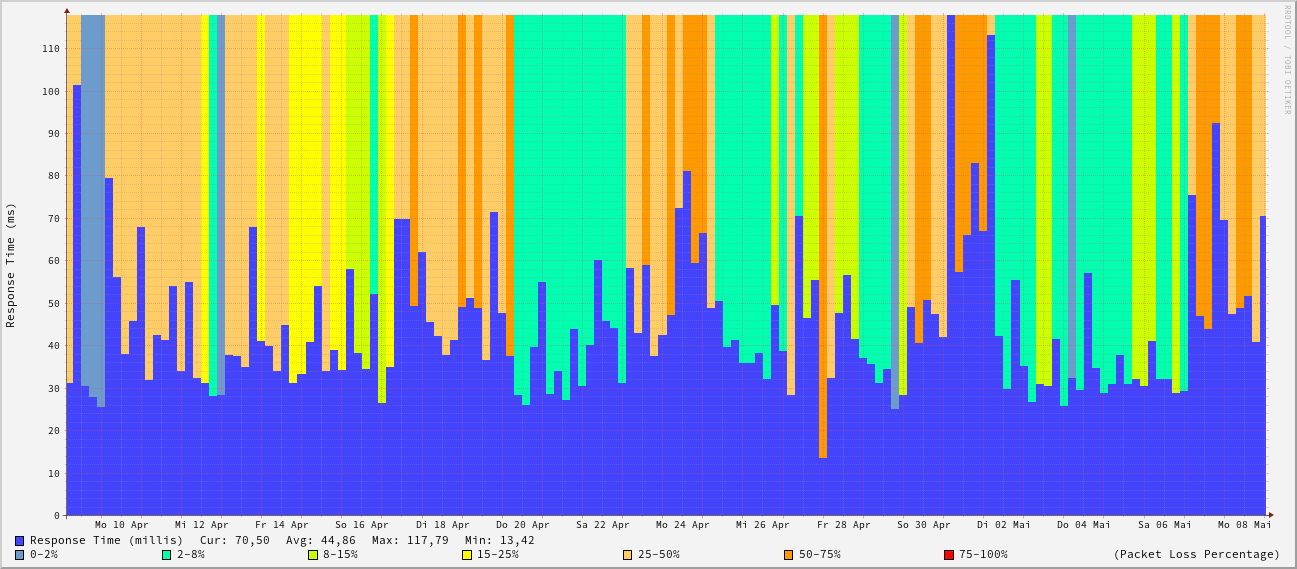 RRDTOOL / TOBI OETIKER
Response Time (ms)
110
100
90
80
70
60
50
40
30
20
10
0
Mo 10 Apr Mi 12 Apr Fr 14 Apr So 16 Apr Di 18 Apr Do 20 Apr Sa 22 Apr Mo 24 Apr Mi 26 Apr Fr 28 Apr So 30 Apr Di 02 Mai Do 04 Mai Sa 06 Mai Mo 08 Mai
Response Time (millis) Cur: 70,50 Avg: 44,86 Max: 117,79 Min: 13,42
0-2% 2-8% 8-15% 15-25% 25-50% 50-75% 75-100% (Packet Loss Percentage)